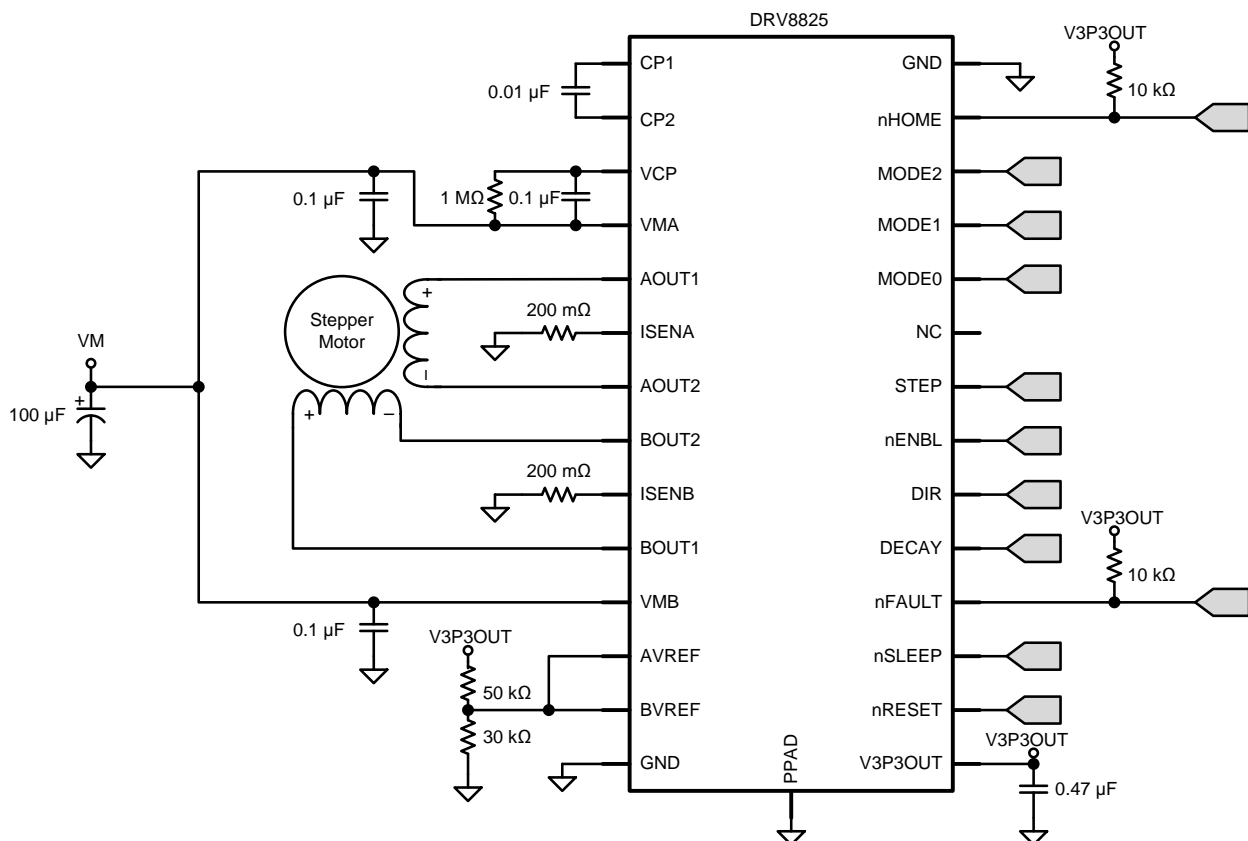 DRV8825
V3P3OUT
CP1
GND
0.01 µF
10 kΩ
CP2
nHOME
VCP
MODE2
0.1 µF
1 MΩ
0.1 µF
VMA
MODE1
AOUT1
MODE0
+
Stepper
Motor
200 mΩ
ISENA
NC
VM
–
AOUT2
STEP
+
100 µF
+
–
BOUT2
nENBL
200 mΩ
ISENB
DIR
V3P3OUT
BOUT1
DECAY
10 kΩ
VMB
nFAULT
0.1 µF
V3P3OUT
AVREF
nSLEEP
50 kΩ
BVREF
nRESET
30 kΩ
V3P3OUT
GND
PPAD
V3P3OUT
0.47 µF